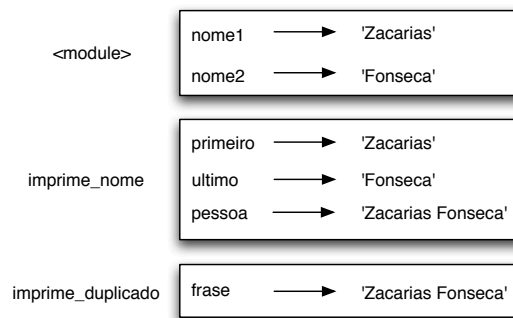 <module>
nome1 'Zacarias'
nome2 'Fonseca'
imprime_nome
primeiro 'Zacarias'
ultimo 'Fonseca'
pessoa 'Zacarias Fonseca'
imprime_duplicado
frase 'Zacarias Fonseca'